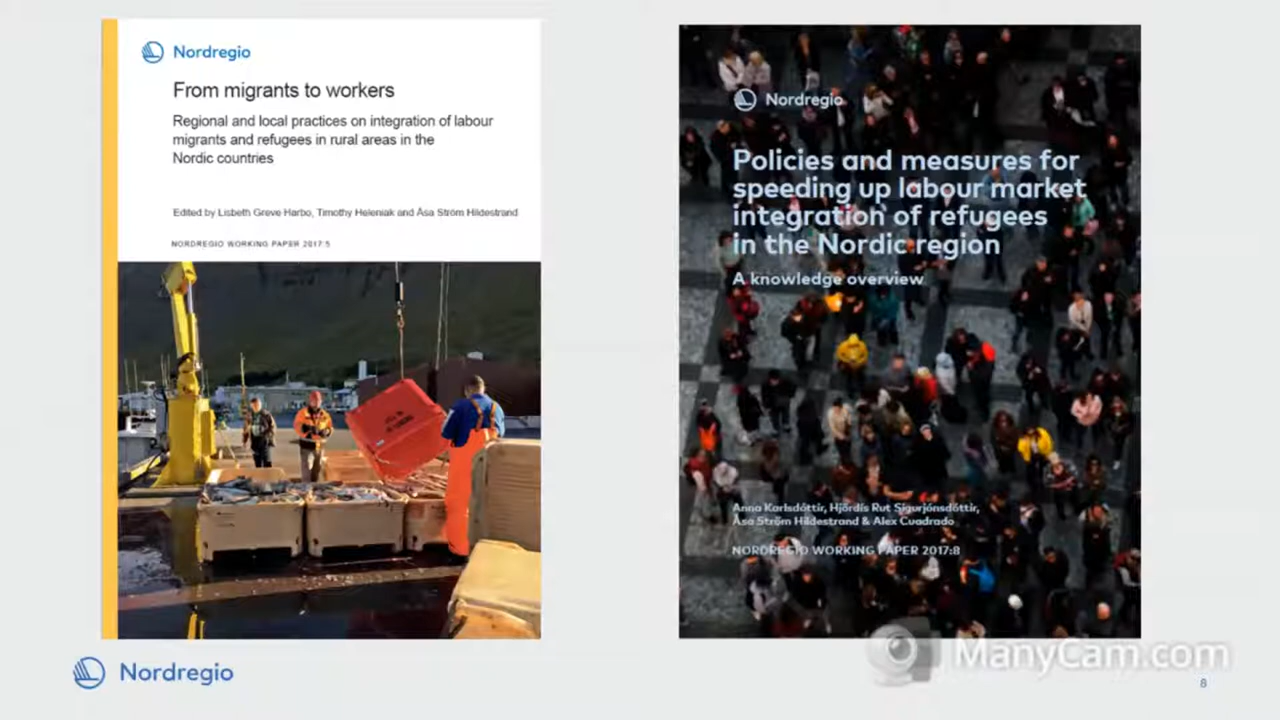 Nordregio
From migrants to workers
Regional and local practices on integration of labour
migrants and refugees in rural areas in the
Nordic countries
Edited by Lisbeth Greve Harbo, Timothy Heleniak and Åsa Ström Hildestrand
NORDREGIO WORKING PAPER 2017:5
Nordregio
Policies and measures for
speeding up labour market
integration of refugees
in the Nordic region
A knowledge overview
Anna Karlsdóttir, Hjördís Rut Sigurjónsdóttir,
Åsa Ström Hildestrand & Alex Cuadrado
NORDREGIO WORKING PAPER 2017:8
Nordregio
ManyCam.com
8